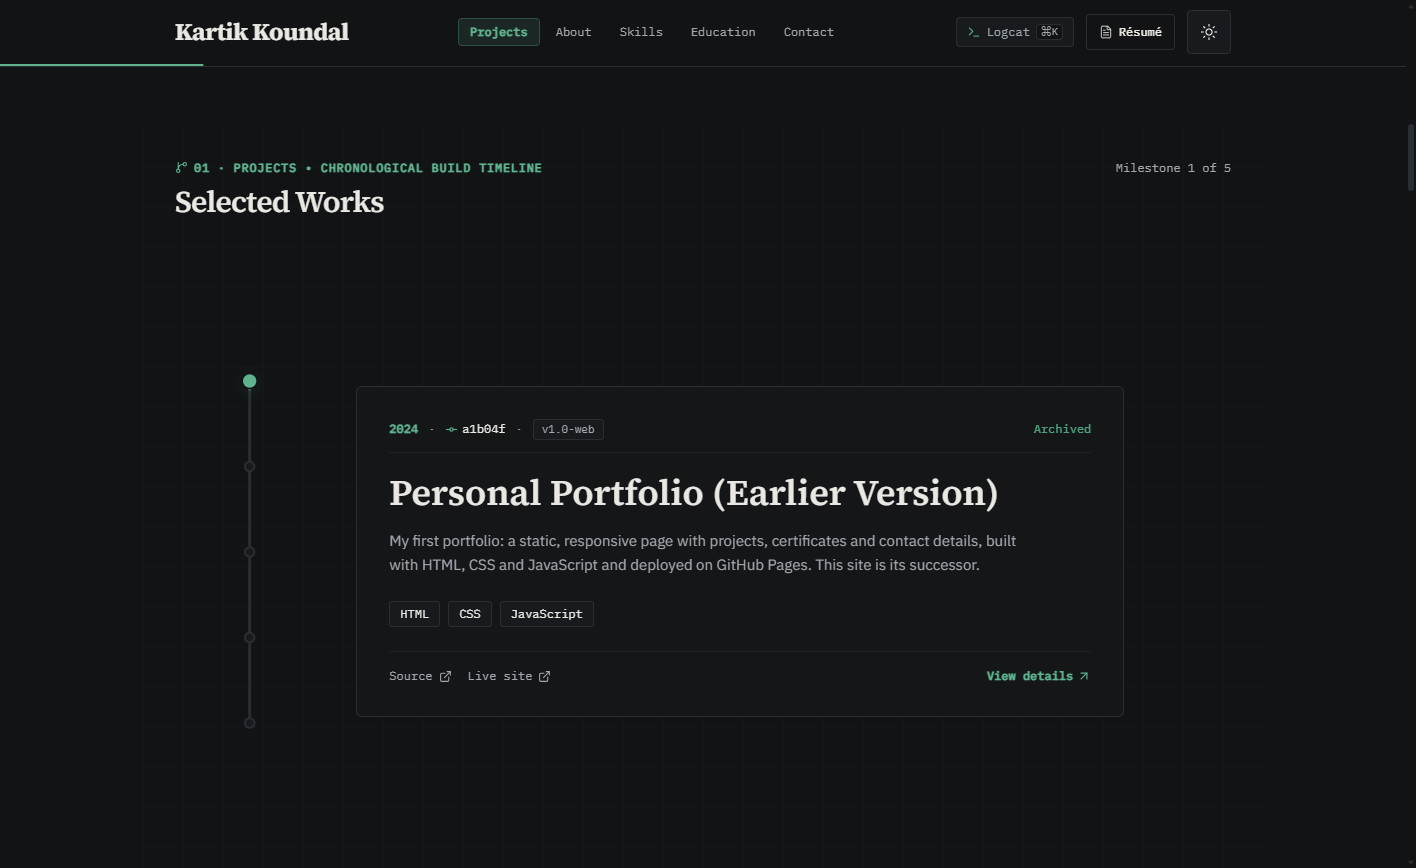 Kartik Koundal
Projects
About
Skills
Education
Contact
Logcat ⌘K
Résumé
01 · PROJECTS • CHRONOLOGICAL BUILD TIMELINE
Milestone 1 of 5
Selected Works
2024 · a1b04f · v1.0-web
Archived
Personal Portfolio (Earlier Version)
My first portfolio: a static, responsive page with projects, certificates and contact details, built
with HTML, CSS and JavaScript and deployed on GitHub Pages. This site is its successor.
HTML
CSS
JavaScript
Source
Live site
View details